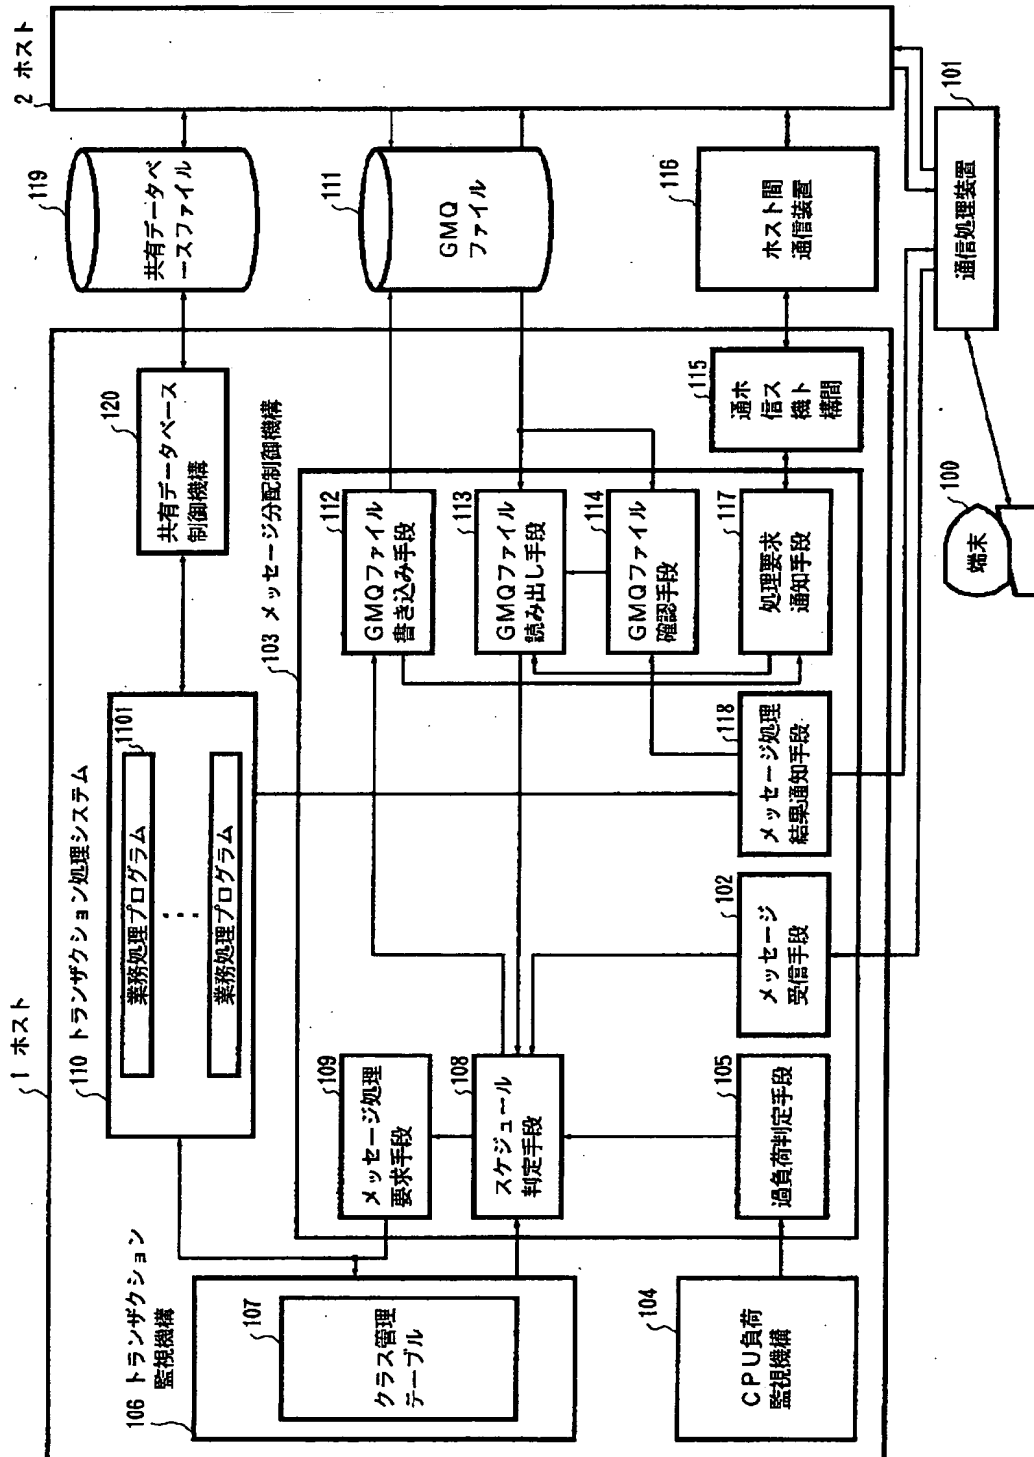 1 ホスト
2 ホスト
110 トランザクション処理システム
1101
業務処理プログラム
業務処理プログラム
120
共有データベース
制御機構
119
共有データベ
ースファイル
106 トランザクション
監視機構
107
クラス管理
テーブル
103 メッセージ分配制御機構
109
メッセージ処理
要求手段
112
GMQファイル
書き込み手段
111
GMQ
ファイル
108
スケジュール
判定手段
113
GMQファイル
読み出し手段
114
GMQファイル
確認手段
104
CPU負荷
監視機構
105
過負荷判定手段
102
メッセージ
受信手段
118
メッセージ処理
結果通知手段
117
処理要求
通知手段
115
通ホ
信ス
機ト
構間
116
ホスト間
通信装置
100
端末
101
通信処理装置